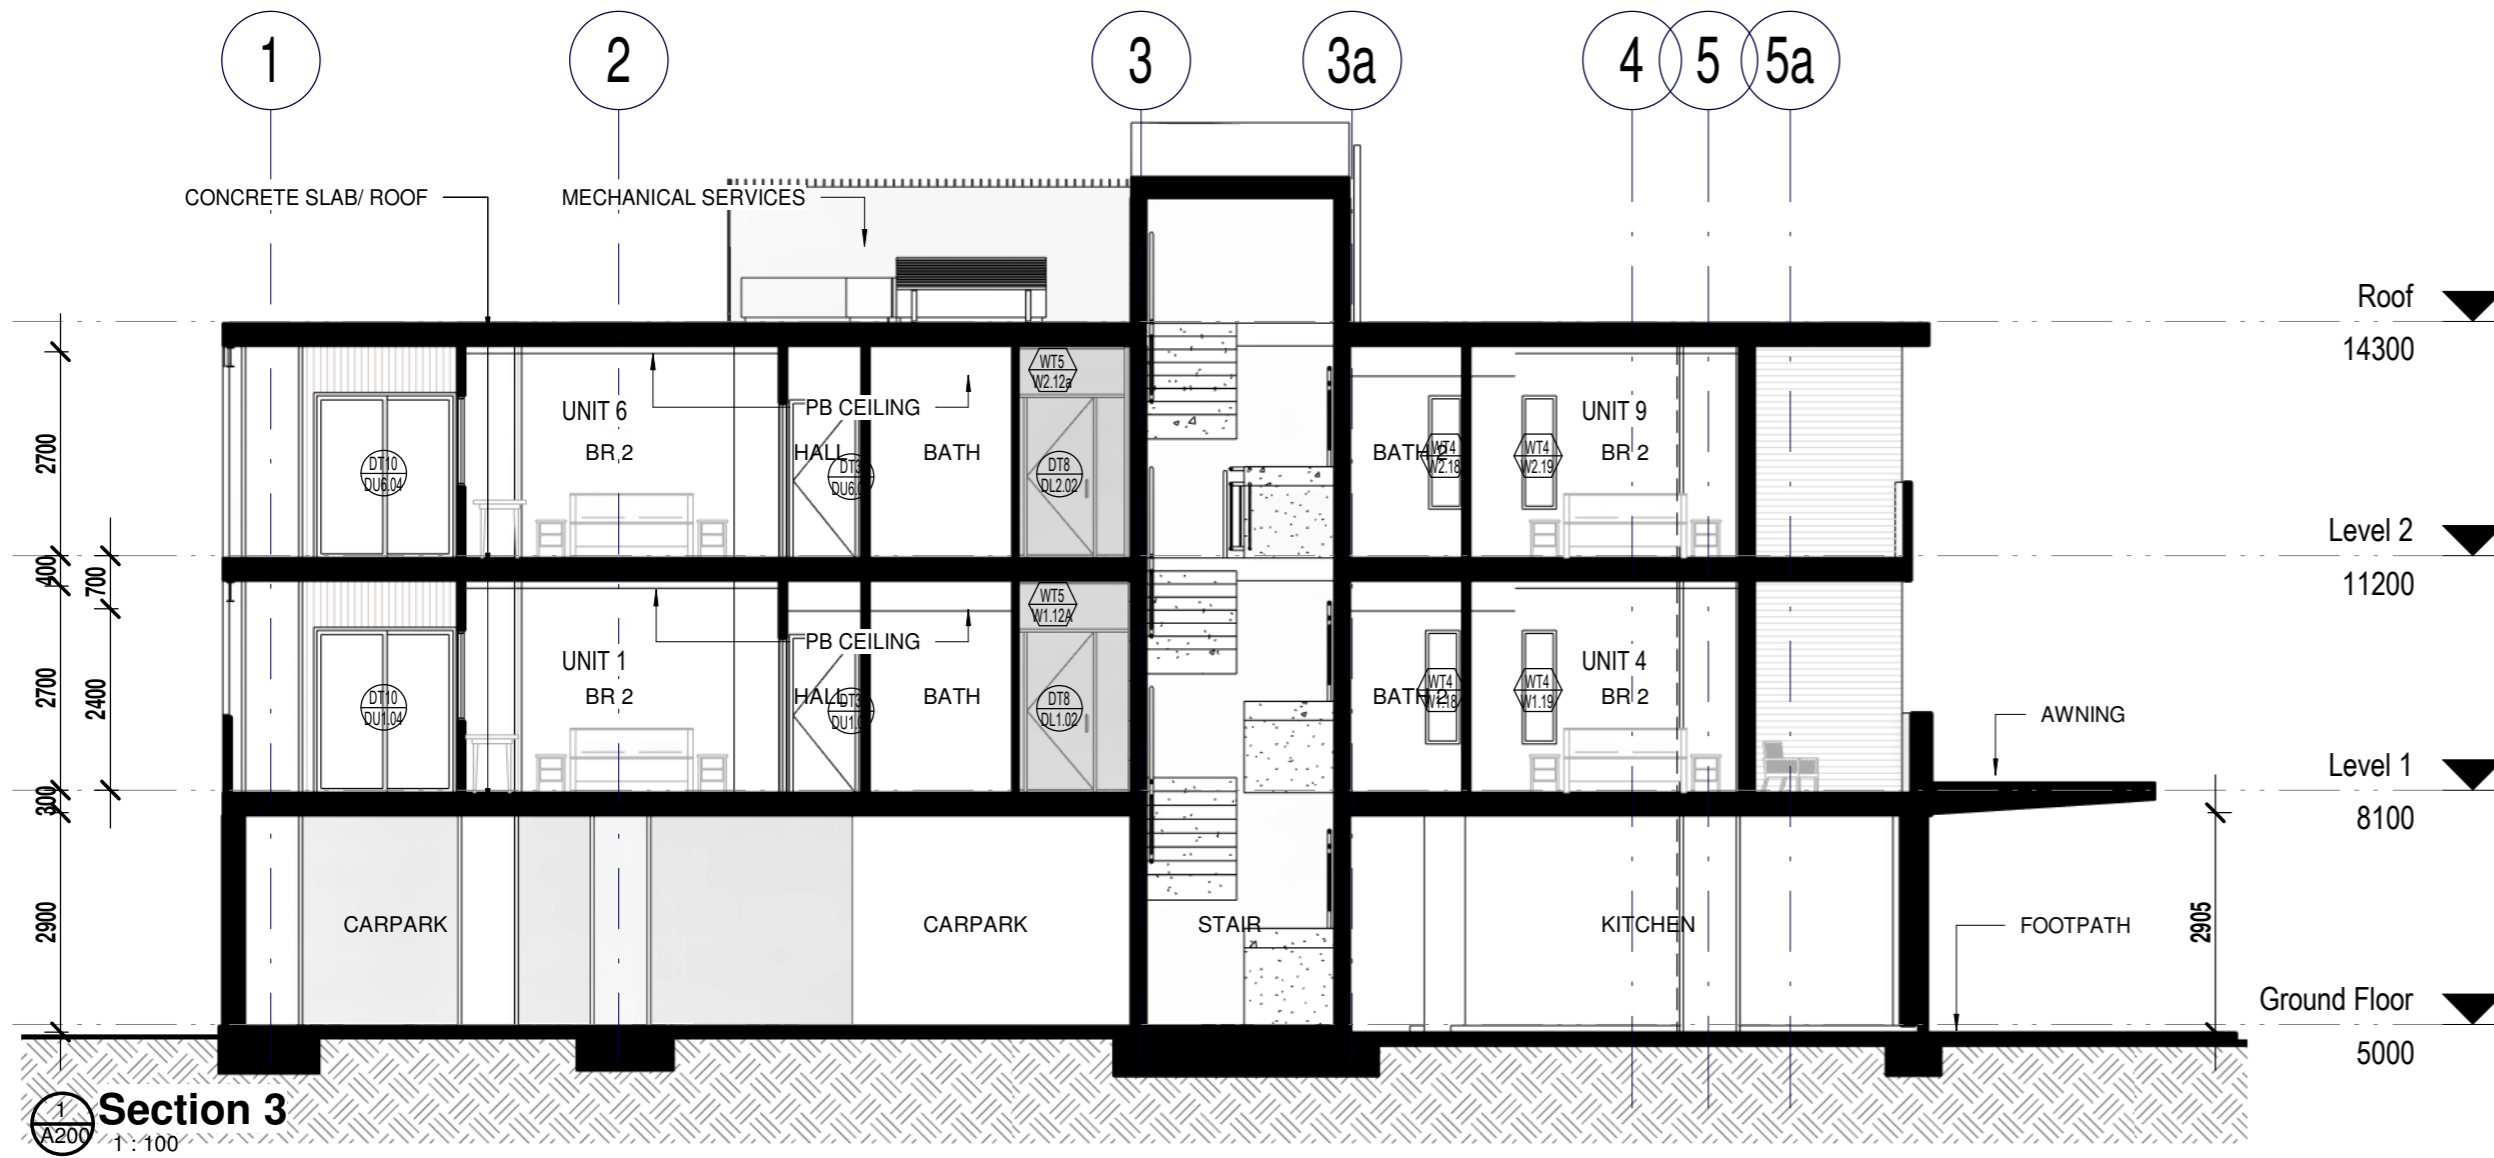 1
2
3
3a
4
5
5a
CONCRETE SLAB/ ROOF
MECHANICAL SERVICES
Roof
14300
WT5
W2.12a
UNIT 6
PB CEILING
UNIT 9
2700
BR 2
HALL
BATH
BATH 2
BR 2
DT10
DU6.04
DT3
DT8
DL2.02
WT4
W2.18
WT4
W2.19
Level 2
11200
400
700
WT5
W1.12A
PB CEILING
UNIT 1
UNIT 4
2700
2400
BR 2
HALL
BATH
BATH 2
BR 2
DT10
DU1.04
DT3
DT8
DL1.02
WT4
W1.18
WT4
W1.19
AWNING
Level 1
8100
300
2900
CARPARK
CARPARK
STAIR
KITCHEN
FOOTPATH
2905
Ground Floor
5000
1
A200
Section 3
1 : 100